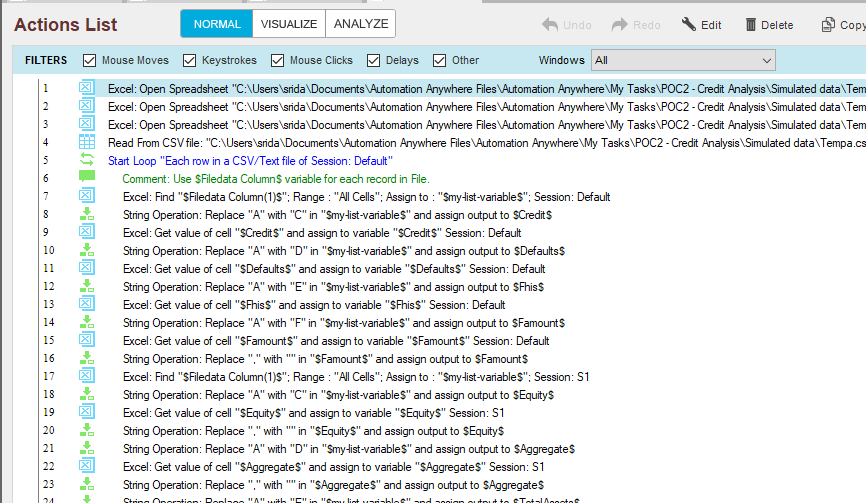 Actions List NORMAL VISUALIZE ANALYZE Undo Redo Edit Delete Copy
FILTERS Mouse Moves Keystrokes Mouse Clicks Delays Other Windows All
1 Excel: Open Spreadsheet "C:\Users\srida\Documents\Automation Anywhere Files\Automation Anywhere\My Tasks\POC2 - Credit Analysis\Simulated data\Tem
2 Excel: Open Spreadsheet "C:\Users\srida\Documents\Automation Anywhere Files\Automation Anywhere\My Tasks\POC2 - Credit Analysis\Simulated data\Tem
3 Excel: Open Spreadsheet "C:\Users\srida\Documents\Automation Anywhere Files\Automation Anywhere\My Tasks\POC2 - Credit Analysis\Simulated data\Tem
4 Read From CSV file: "C:\Users\srida\Documents\Automation Anywhere Files\Automation Anywhere\My Tasks\POC2 - Credit Analysis\Simulated data\Tempa.cs
5 Start Loop "Each row in a CSV/Text file of Session: Default"
6 Comment: Use $Filedata Column$ variable for each record in File.
7 Excel: Find "$Filedata Column(1)$"; Range : "All Cells"; Assign to : "$my-list-variable$"; Session: Default
8 String Operation: Replace "A" with "C" in "$my-list-variable$" and assign output to $Credit$
9 Excel: Get value of cell "$Credit$" and assign to variable "$Credit$" Session: Default
10 String Operation: Replace "A" with "D" in "$my-list-variable$" and assign output to $Defaults$
11 Excel: Get value of cell "$Defaults$" and assign to variable "$Defaults$" Session: Default
12 String Operation: Replace "A" with "E" in "$my-list-variable$" and assign output to $Fhis$
13 Excel: Get value of cell "$Fhis$" and assign to variable "$Fhis$" Session: Default
14 String Operation: Replace "A" with "F" in "$my-list-variable$" and assign output to $Famount$
15 Excel: Get value of cell "$Famount$" and assign to variable "$Famount$" Session: Default
16 String Operation: Replace "," with "" in "$Famount$" and assign output to $Famount$
17 Excel: Find "$Filedata Column(1)$"; Range : "All Cells"; Assign to : "$my-list-variable$"; Session: S1
18 String Operation: Replace "A" with "C" in "$my-list-variable$" and assign output to $Equity$
19 Excel: Get value of cell "$Equity$" and assign to variable "$Equity$" Session: S1
20 String Operation: Replace "," with "" in "$Equity$" and assign output to $Equity$
21 String Operation: Replace "A" with "D" in "$my-list-variable$" and assign output to $Aggregate$
22 Excel: Get value of cell "$Aggregate$" and assign to variable "$Aggregate$" Session: S1
23 String Operation: Replace "," with "" in "$Aggregate$" and assign output to $Aggregate$
24 String Operation: Replace "A" with "E" in "$my-list-variable$" and assign output to $TotalAssets$